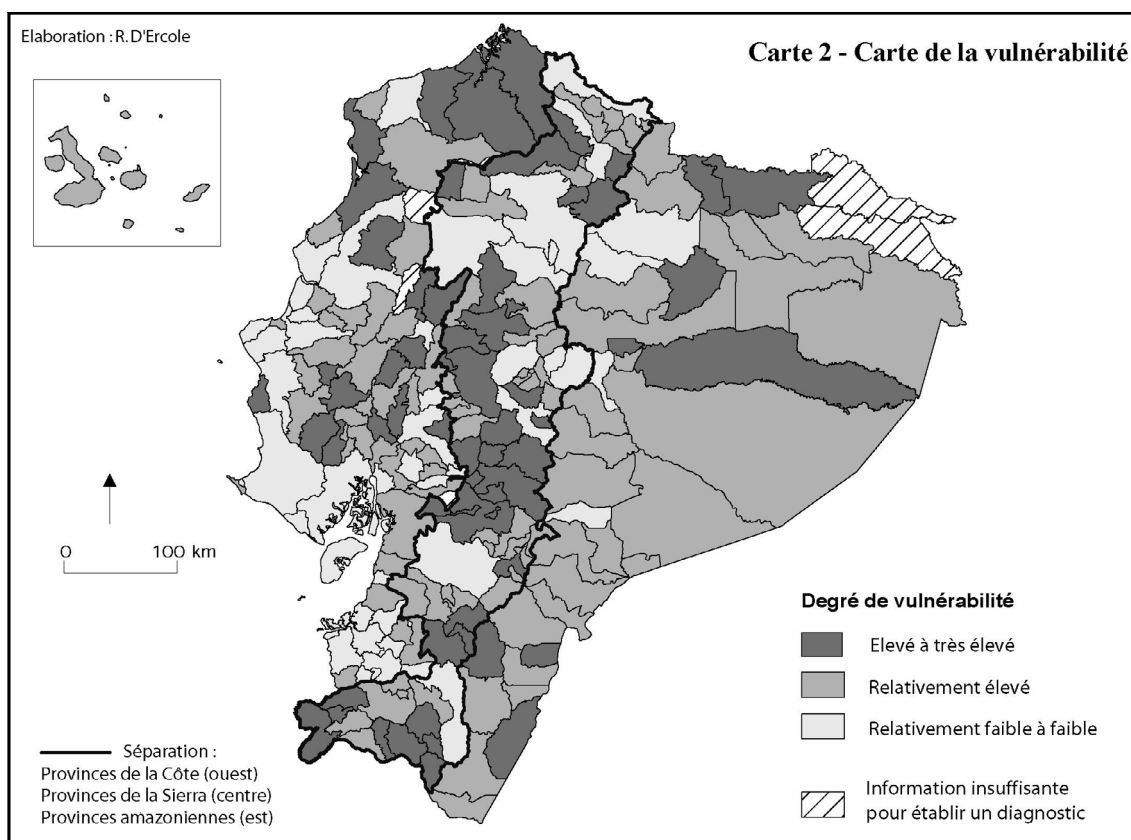 Elaboration : R.D'Ercole
Carte 2 - Carte de la vulnérabilité
0 100 km
Séparation :
Provinces de la Côte (ouest)
Provinces de la Sierra (centre)
Provinces amazoniennes (est)
Degré de vulnérabilité
Elevé à très élevé
Relativement élevé
Relativement faible à faible
Information insuffisante
pour établir un diagnostic